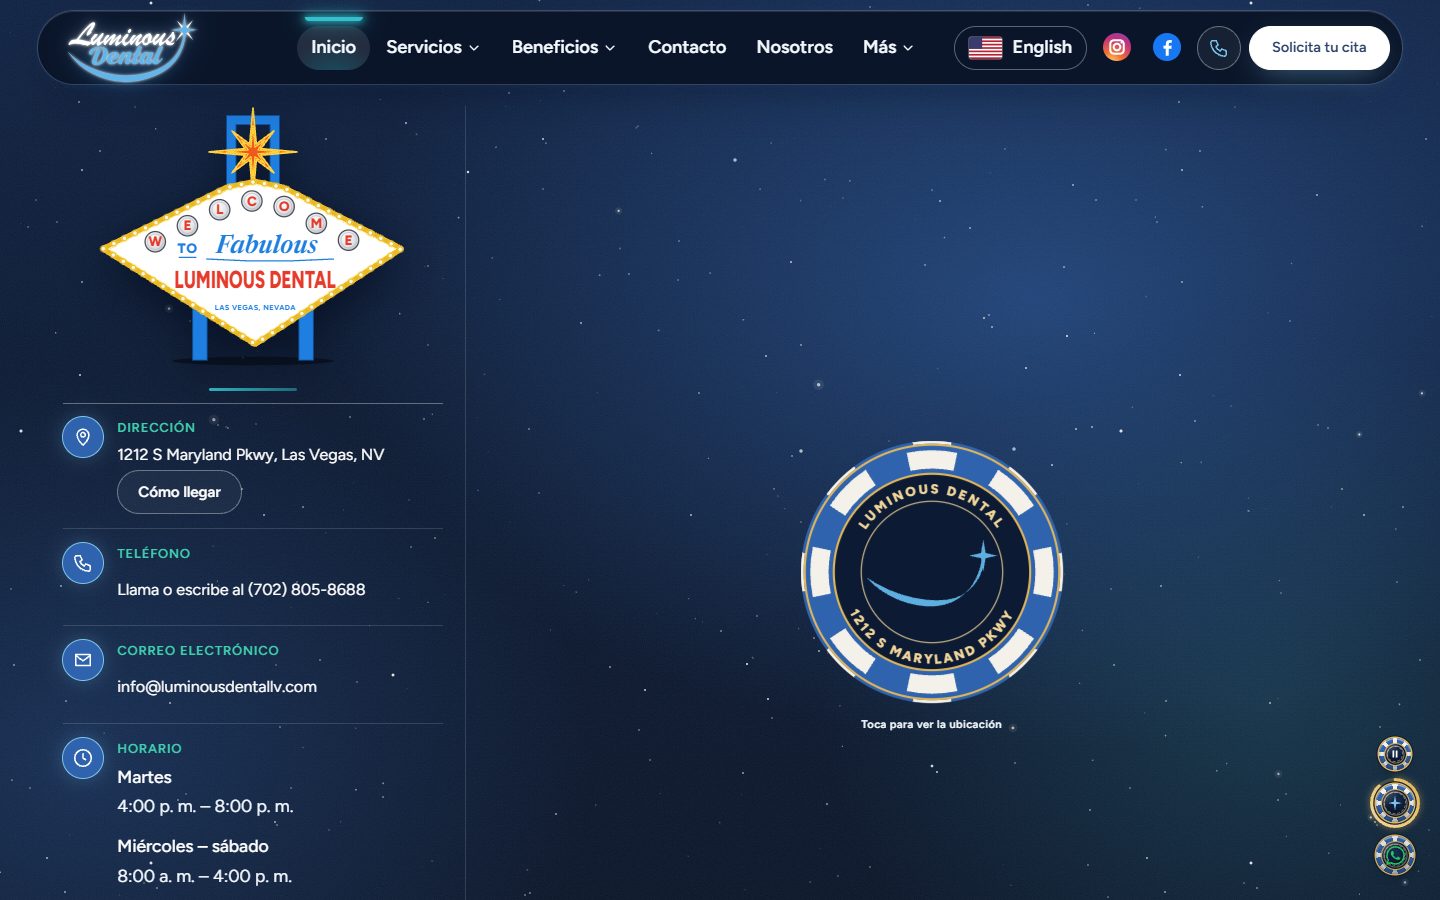 Luminous
Dental
Inicio
Servicios
Beneficios
Contacto
Nosotros
Más
English
Solicita tu cita
WELCOME
TO Fabulous
LUMINOUS DENTAL
LAS VEGAS, NEVADA
DIRECCIÓN
1212 S Maryland Pkwy, Las Vegas, NV
Cómo llegar
TELÉFONO
Llama o escribe al (702) 805-8688
CORREO ELECTRÓNICO
info@luminousdentallv.com
HORARIO
Martes
4:00 p. m. – 8:00 p. m.
Miércoles – sábado
8:00 a. m. – 4:00 p. m.
LUMINOUS DENTAL
1212 S MARYLAND PKWY
Toca para ver la ubicación